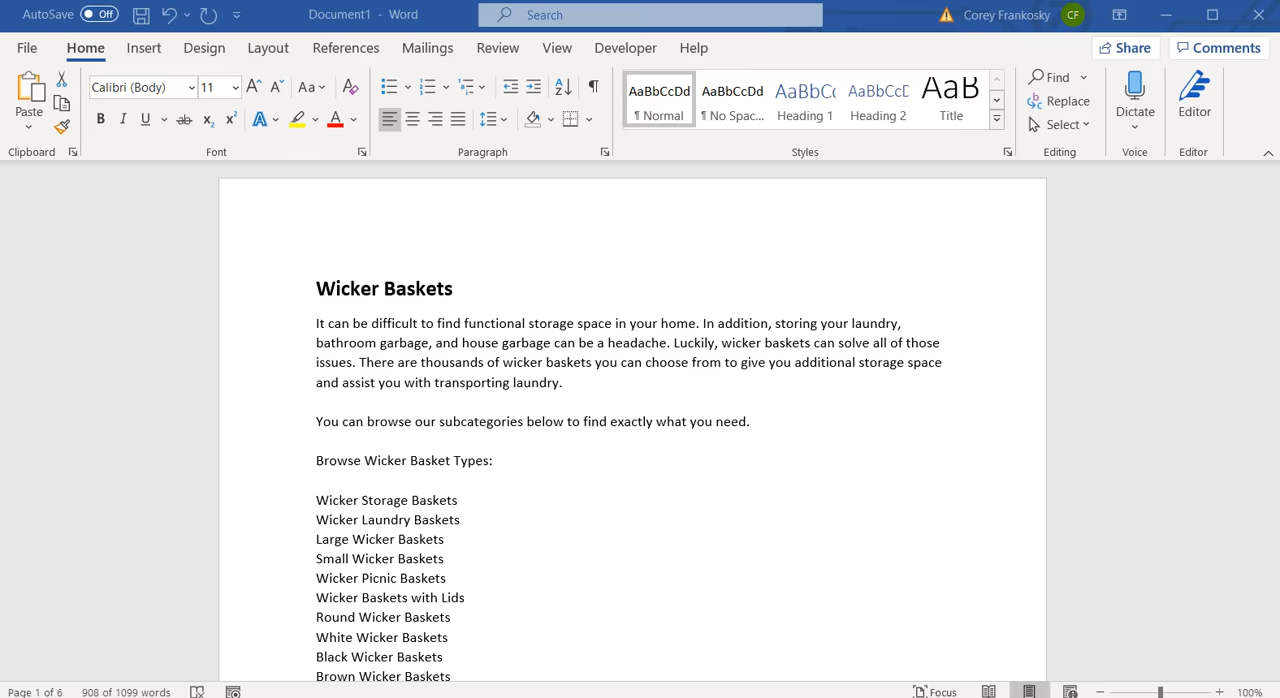 AutoSave Off Document1 - Word Search Corey Frankosky CF
File Home Insert Design Layout References Mailings Review View Developer Help Share Comments
Paste Calibri (Body) 11 Aa AaBbCcDd AaBbCcDd AaBbCc AaBbCcD AaB Find Dictate Editor
B I U ab x₂ x² A A ¶ Normal ¶ No Spac... Heading 1 Heading 2 Title Replace
Select
Clipboard Font Paragraph Styles Editing Voice Editor
Wicker Baskets
It can be difficult to find functional storage space in your home. In addition, storing your laundry,
bathroom garbage, and house garbage can be a headache. Luckily, wicker baskets can solve all of those
issues. There are thousands of wicker baskets you can choose from to give you additional storage space
and assist you with transporting laundry.
You can browse our subcategories below to find exactly what you need.
Browse Wicker Basket Types:
Wicker Storage Baskets
Wicker Laundry Baskets
Large Wicker Baskets
Small Wicker Baskets
Wicker Picnic Baskets
Wicker Baskets with Lids
Round Wicker Baskets
White Wicker Baskets
Black Wicker Baskets
Brown Wicker Baskets
Page 1 of 6 908 of 1099 words Focus 100%